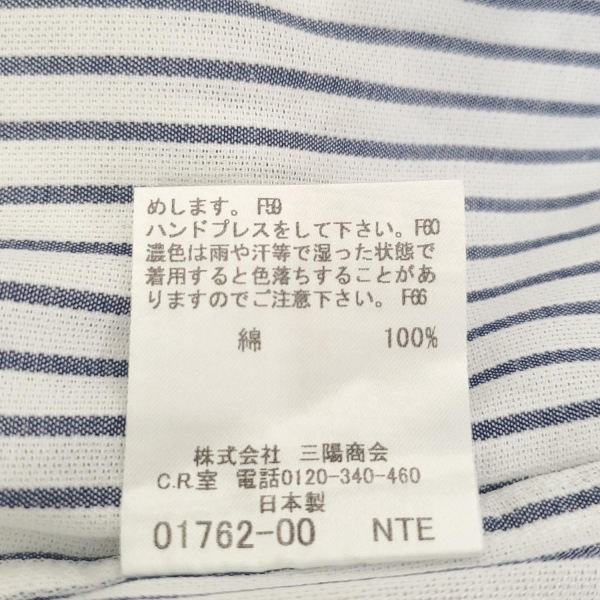 めします。 F59
ハンドプレスをして下さい。F60
濃色は雨や汗等で湿った状態で
着用すると色落ちすることがあ
りますのでご注意下さい。 F66
綿 100%
株式会社 三陽商会
C.R.室 電話0120-340-460
日本製
01762-00 NTE